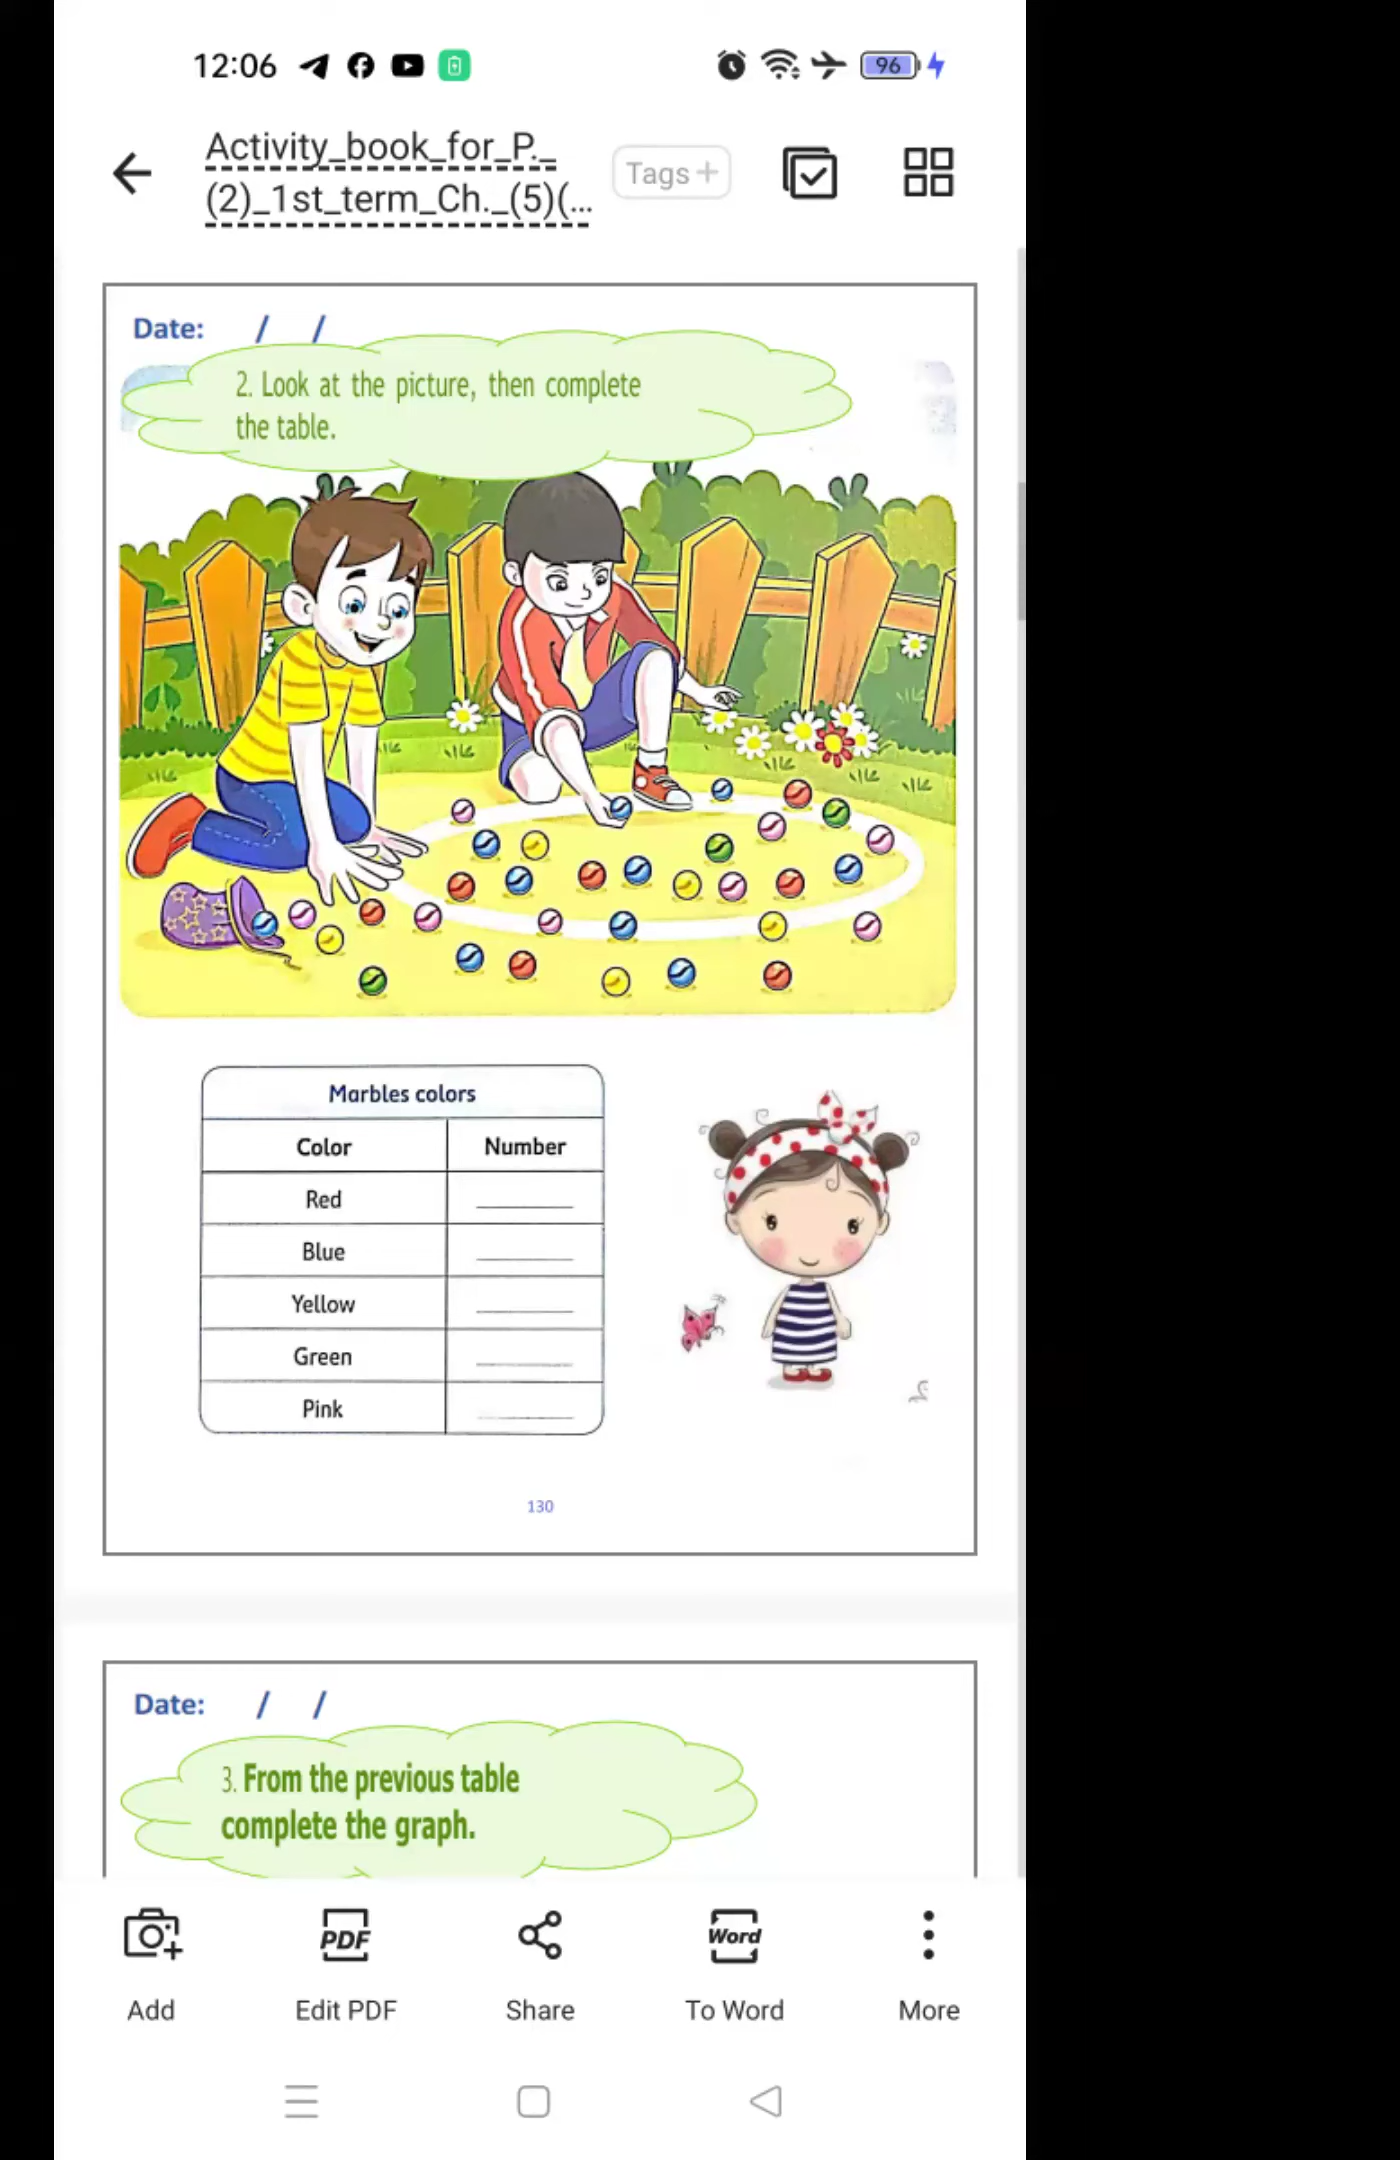 12:06
96
Activity_book_for_P._
(2)_1st_term_Ch._(5)(...
Tags +
Date: / /
2. Look at the picture, then complete
the table.
Marbles colors
Color Number
Red
Blue
Yellow
Green
Pink
130
Date: / /
3. From the previous table
complete the graph.
PDF
Word
Add Edit PDF Share To Word More